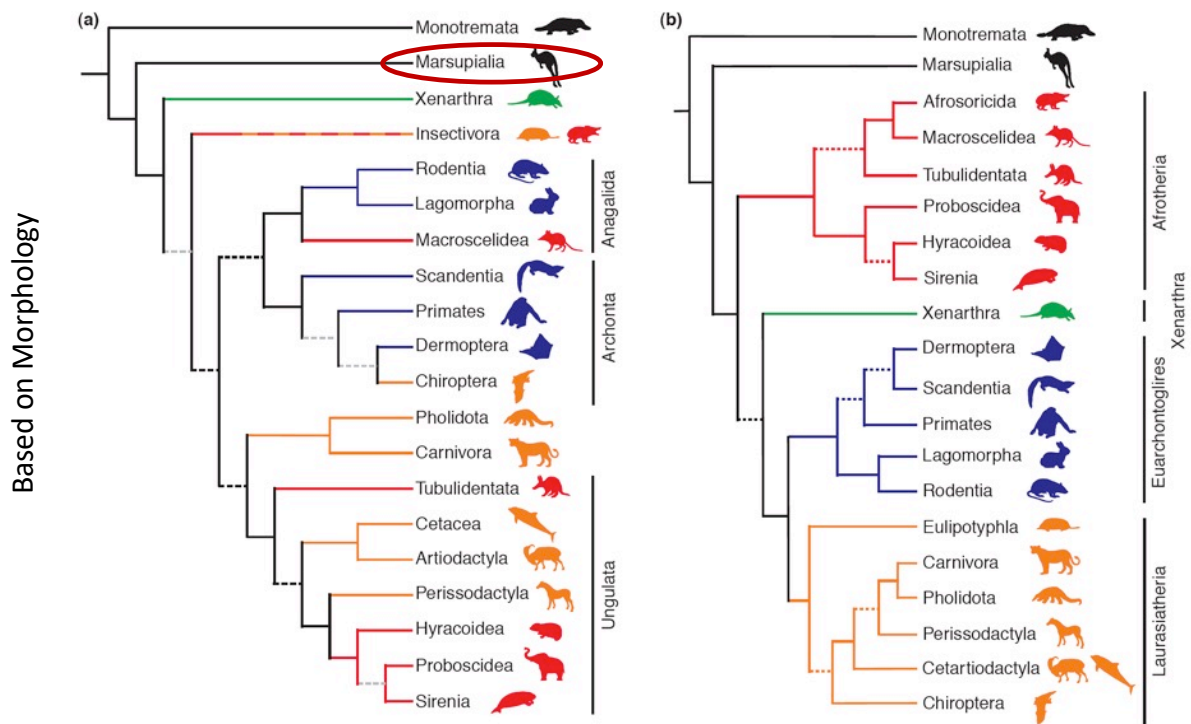 Based on Morphology
(a)
Monotremata
Marsupialia
Xenarthra
Insectivora
Rodentia
Lagomorpha
Macroscelidea
Scandentia
Primates
Dermoptera
Chiroptera
Pholidota
Carnivora
Tubulidentata
Cetacea
Artiodactyla
Perissodactyla
Hyracoidea
Proboscidea
Sirenia
Anagalida
Archonta
Ungulata
(b)
Monotremata
Marsupialia
Afrosoricida
Macroscelidea
Tubulidentata
Proboscidea
Hyracoidea
Sirenia
Xenarthra
Dermoptera
Scandentia
Primates
Lagomorpha
Rodentia
Eulipotyphla
Carnivora
Pholidota
Perissodactyla
Cetartiodactyla
Chiroptera
Afrotheria
Xenarthra
Euarchontoglires
Laurasiatheria